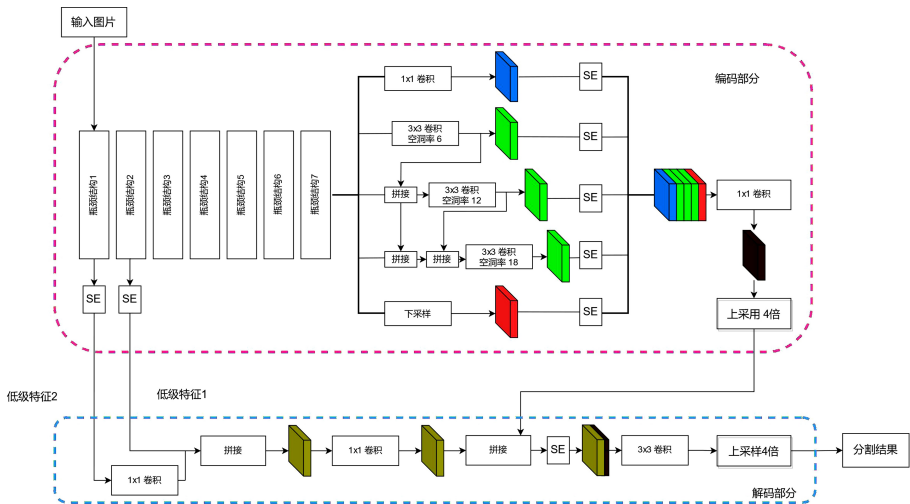 输入图片
编码部分
瓶颈结构1
瓶颈结构2
瓶颈结构3
瓶颈结构4
瓶颈结构5
瓶颈结构6
瓶颈结构7
1x1 卷积
SE
3x3 卷积
空洞率 6
SE
拼接
3x3 卷积
空洞率 12
SE
拼接
拼接
3x3 卷积
空洞率 18
SE
下采样
SE
1x1 卷积
上采用 4倍
SE
SE
低级特征2
低级特征1
1x1 卷积
拼接
1x1 卷积
拼接
SE
3x3 卷积
上采样4倍
分割结果
解码部分